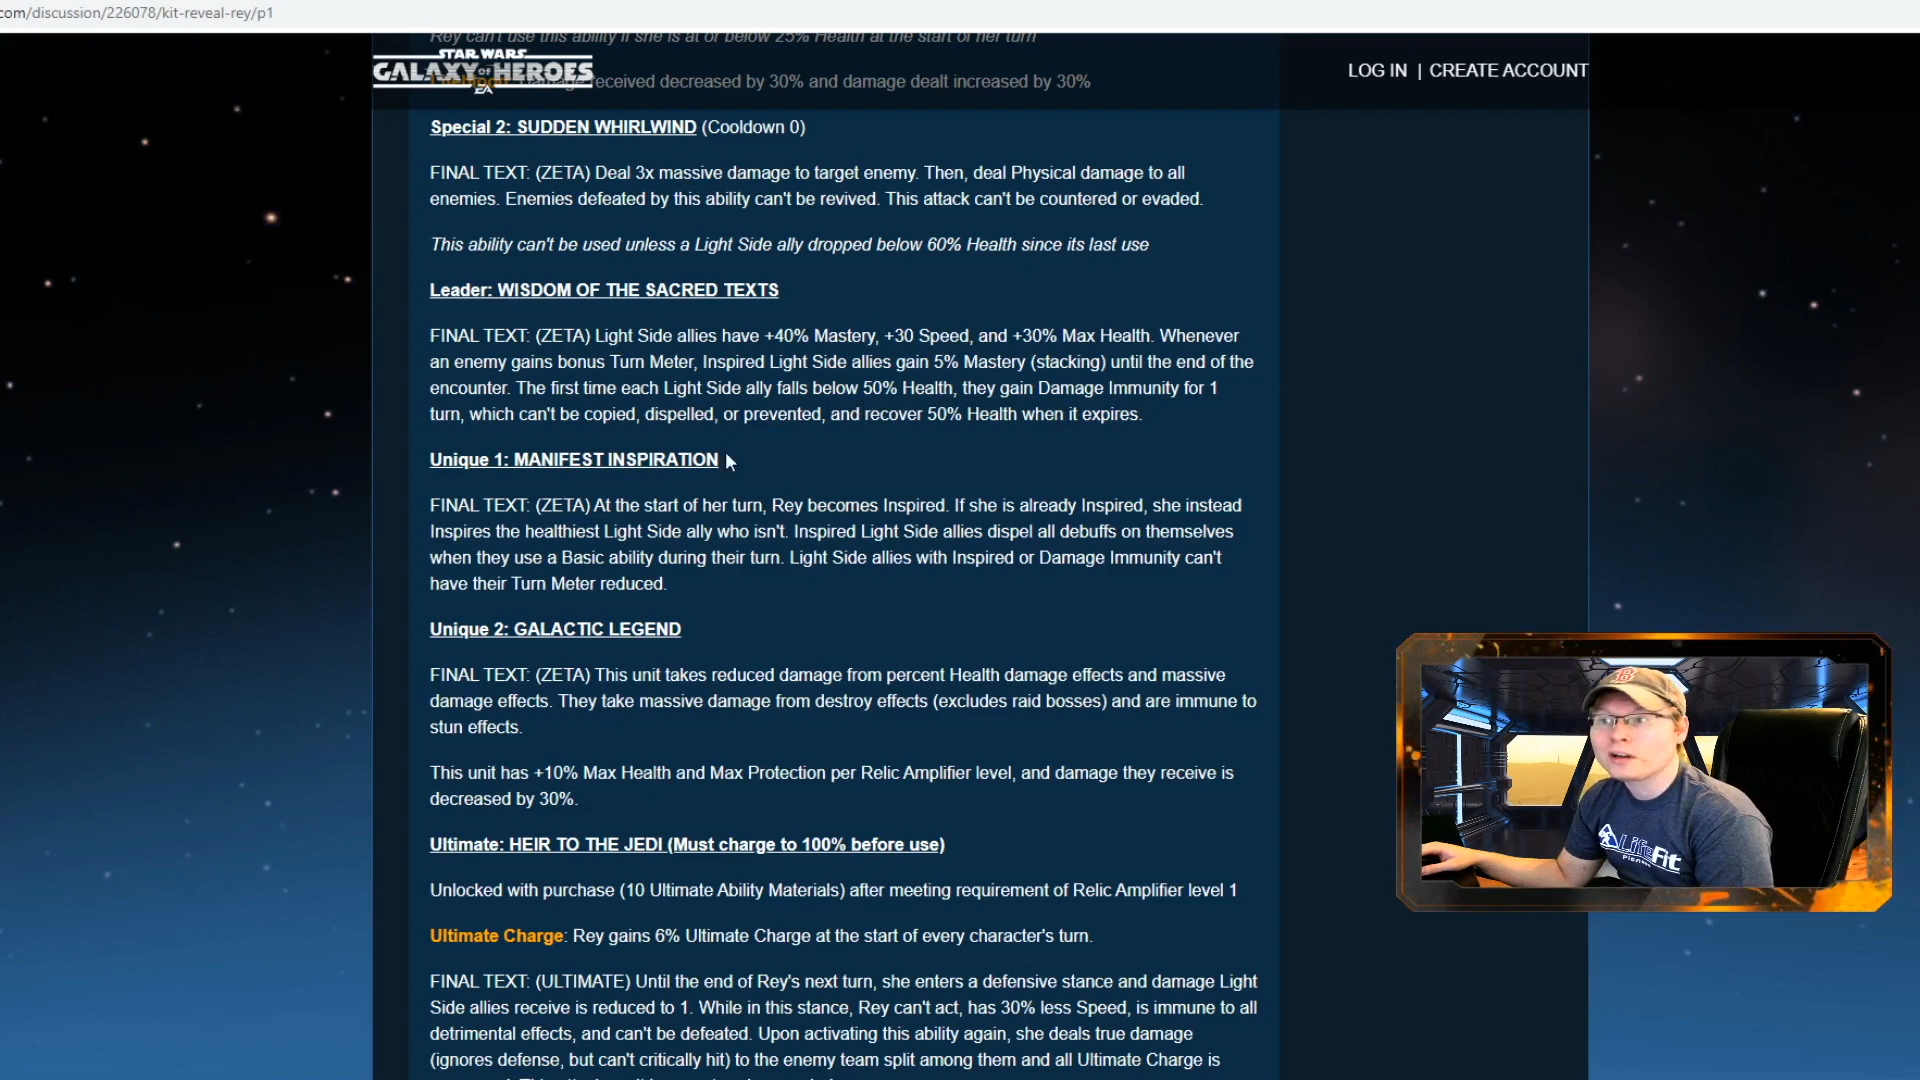 com/discussion/226078/kit-reveal-rey/p1
Rey can't use this ability if she is at or below 25% Health at the start of her turn
STAR WARS
GALAXY OF HEROES
EA
LOG IN | CREATE ACCOUNT
Damage received decreased by 30% and damage dealt increased by 30%
Special 2: SUDDEN WHIRLWIND (Cooldown 0)
FINAL TEXT: (ZETA) Deal 3x massive damage to target enemy. Then, deal Physical damage to all
enemies. Enemies defeated by this ability can't be revived. This attack can't be countered or evaded.
This ability can't be used unless a Light Side ally dropped below 60% Health since its last use
Leader: WISDOM OF THE SACRED TEXTS
FINAL TEXT: (ZETA) Light Side allies have +40% Mastery, +30 Speed, and +30% Max Health. Whenever
an enemy gains bonus Turn Meter, Inspired Light Side allies gain 5% Mastery (stacking) until the end of the
encounter. The first time each Light Side ally falls below 50% Health, they gain Damage Immunity for 1
turn, which can't be copied, dispelled, or prevented, and recover 50% Health when it expires.
Unique 1: MANIFEST INSPIRATION
FINAL TEXT: (ZETA) At the start of her turn, Rey becomes Inspired. If she is already Inspired, she instead
Inspires the healthiest Light Side ally who isn't. Inspired Light Side allies dispel all debuffs on themselves
when they use a Basic ability during their turn. Light Side allies with Inspired or Damage Immunity can't
have their Turn Meter reduced.
Unique 2: GALACTIC LEGEND
FINAL TEXT: (ZETA) This unit takes reduced damage from percent Health damage effects and massive
damage effects. They take massive damage from destroy effects (excludes raid bosses) and are immune to
stun effects.
This unit has +10% Max Health and Max Protection per Relic Amplifier level, and damage they receive is
decreased by 30%.
Ultimate: HEIR TO THE JEDI (Must charge to 100% before use)
Unlocked with purchase (10 Ultimate Ability Materials) after meeting requirement of Relic Amplifier level 1
Ultimate Charge: Rey gains 6% Ultimate Charge at the start of every character's turn.
FINAL TEXT: (ULTIMATE) Until the end of Rey's next turn, she enters a defensive stance and damage Light
Side allies receive is reduced to 1. While in this stance, Rey can't act, has 30% less Speed, is immune to all
detrimental effects, and can't be defeated. Upon activating this ability again, she deals true damage
(ignores defense, but can't critically hit) to the enemy team split among them and all Ultimate Charge is
B
LifeFit